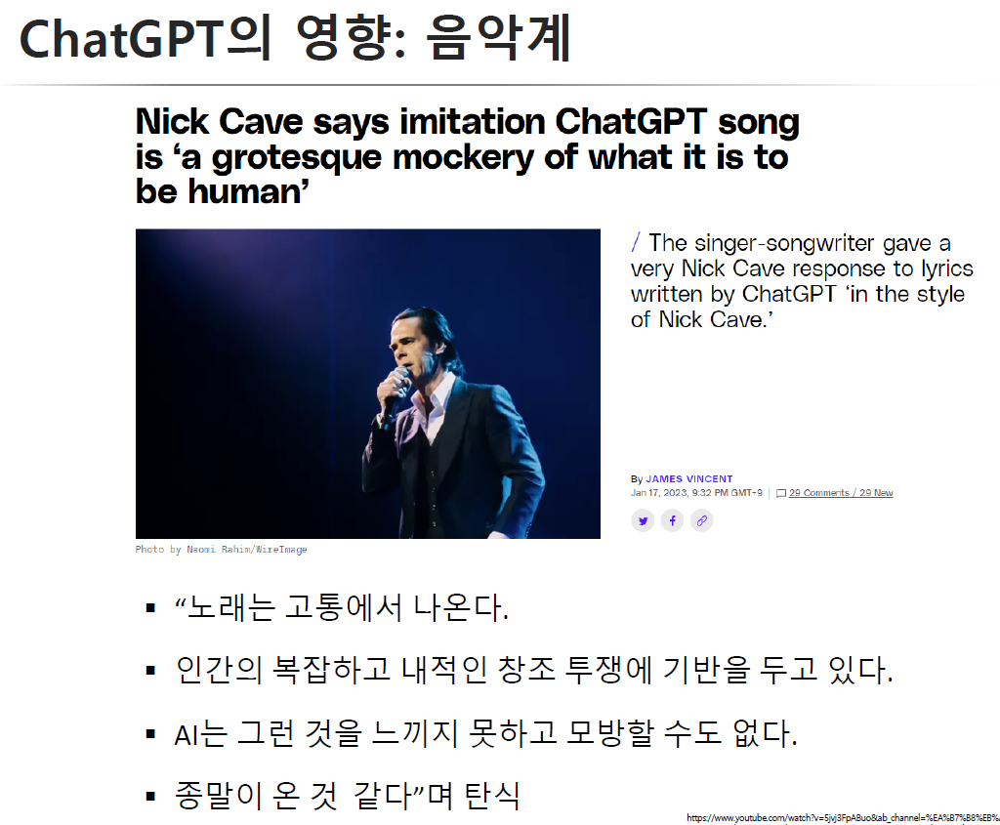 ChatGPT의 영향: 음악계
Nick Cave says imitation ChatGPT song
is ‘a grotesque mockery of what it is to
be human’
/ The singer-songwriter gave a
very Nick Cave response to lyrics
written by ChatGPT ‘in the style
of Nick Cave.’
By JAMES VINCENT
Jan 17, 2023, 9:32 PM GMT+9 | 29 Comments / 29 New
Photo by Naomi Rahim/WireImage
▪ “노래는 고통에서 나온다.
▪ 인간의 복잡하고 내적인 창조 투쟁에 기반을 두고 있다.
▪ AI는 그런 것을 느끼지 못하고 모방할 수도 없다.
▪ 종말이 온 것 같다”며 탄식
https://www.youtube.com/watch?v=5jvj3FpABuo&ab_channel=%EA%B7%B8%EB%